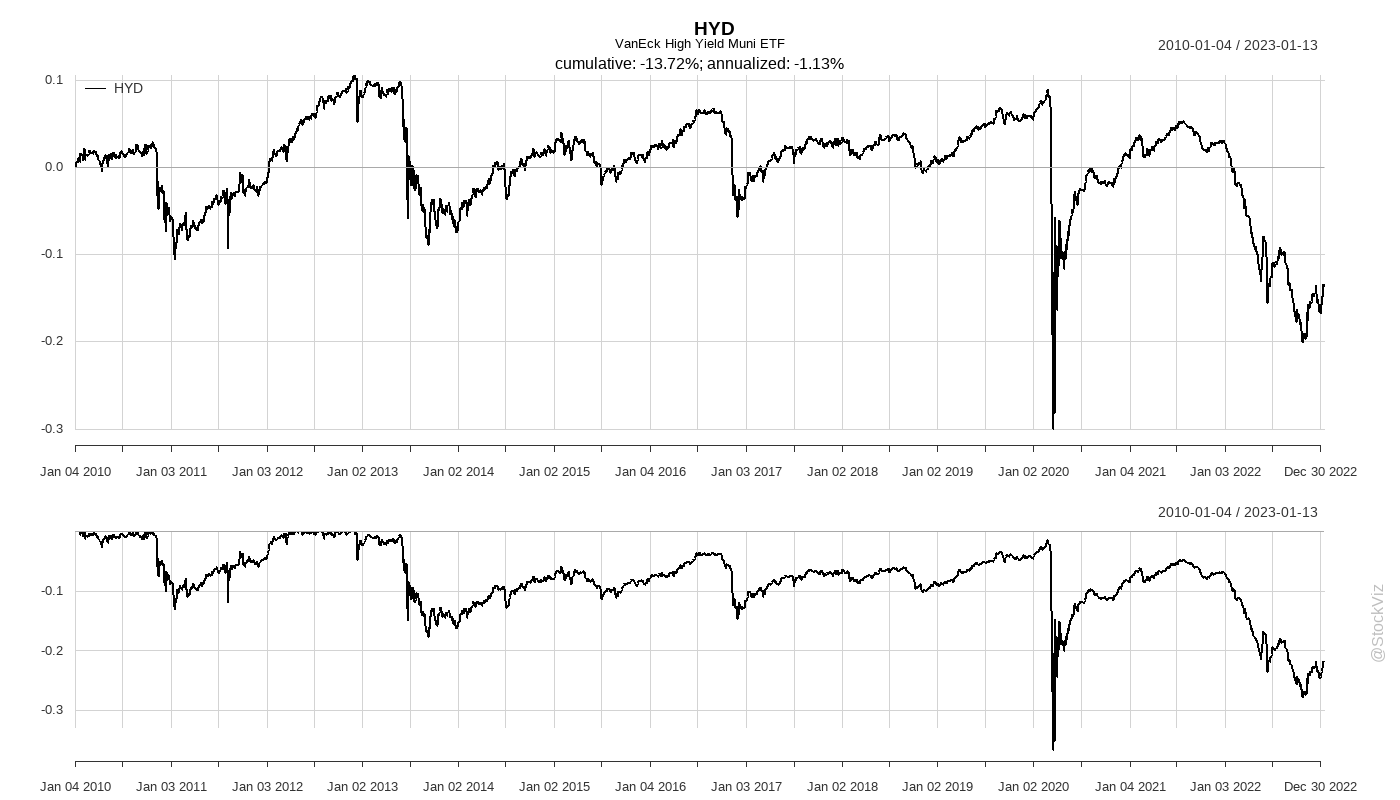 HYD
VanEck High Yield Muni ETF
cumulative: -13.72%; annualized: -1.13%
2010-01-04 / 2023-01-13
HYD
0.1
0.0
-0.1
-0.2
-0.3
Jan 04 2010 Jan 03 2011 Jan 03 2012 Jan 02 2013 Jan 02 2014 Jan 02 2015 Jan 04 2016 Jan 03 2017 Jan 02 2018 Jan 02 2019 Jan 02 2020 Jan 04 2021 Jan 03 2022 Dec 30 2022
2010-01-04 / 2023-01-13
-0.1
-0.2
-0.3
Jan 04 2010 Jan 03 2011 Jan 03 2012 Jan 02 2013 Jan 02 2014 Jan 02 2015 Jan 04 2016 Jan 03 2017 Jan 02 2018 Jan 02 2019 Jan 02 2020 Jan 04 2021 Jan 03 2022 Dec 30 2022
@StockViz